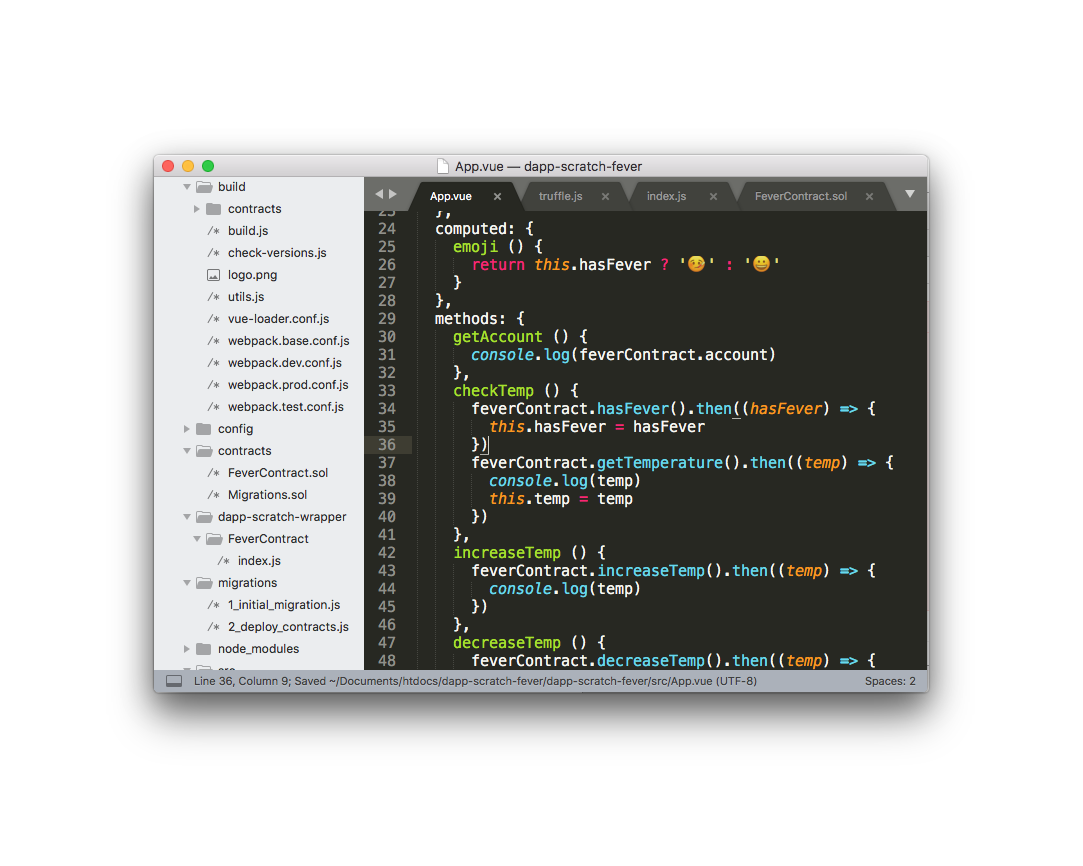 App.vue — dapp-scratch-fever
build
contracts
/* build.js
/* check-versions.js
logo.png
/* utils.js
/* vue-loader.conf.js
/* webpack.base.conf.js
/* webpack.dev.conf.js
/* webpack.prod.conf.js
/* webpack.test.conf.js
config
contracts
/* FeverContract.sol
/* Migrations.sol
dapp-scratch-wrapper
FeverContract
/* index.js
migrations
/* 1_initial_migration.js
/* 2_deploy_contracts.js
node_modules
src
App.vue × truffle.js × index.js × FeverContract.sol ×
23 },
24 computed: {
25 emoji () {
26 return this.hasFever ? '🤒' : '😀'
27 }
28 },
29 methods: {
30 getAccount () {
31 console.log(feverContract.account)
32 },
33 checkTemp () {
34 feverContract.hasFever().then((hasFever) => {
35 this.hasFever = hasFever
36 })
37 feverContract.getTemperature().then((temp) => {
38 console.log(temp)
39 this.temp = temp
40 })
41 },
42 increaseTemp () {
43 feverContract.increaseTemp().then((temp) => {
44 console.log(temp)
45 })
46 },
47 decreaseTemp () {
48 feverContract.decreaseTemp().then((temp) => {
Line 36, Column 9; Saved ~/Documents/htdocs/dapp-scratch-fever/dapp-scratch-fever/src/App.vue (UTF-8) Spaces: 2